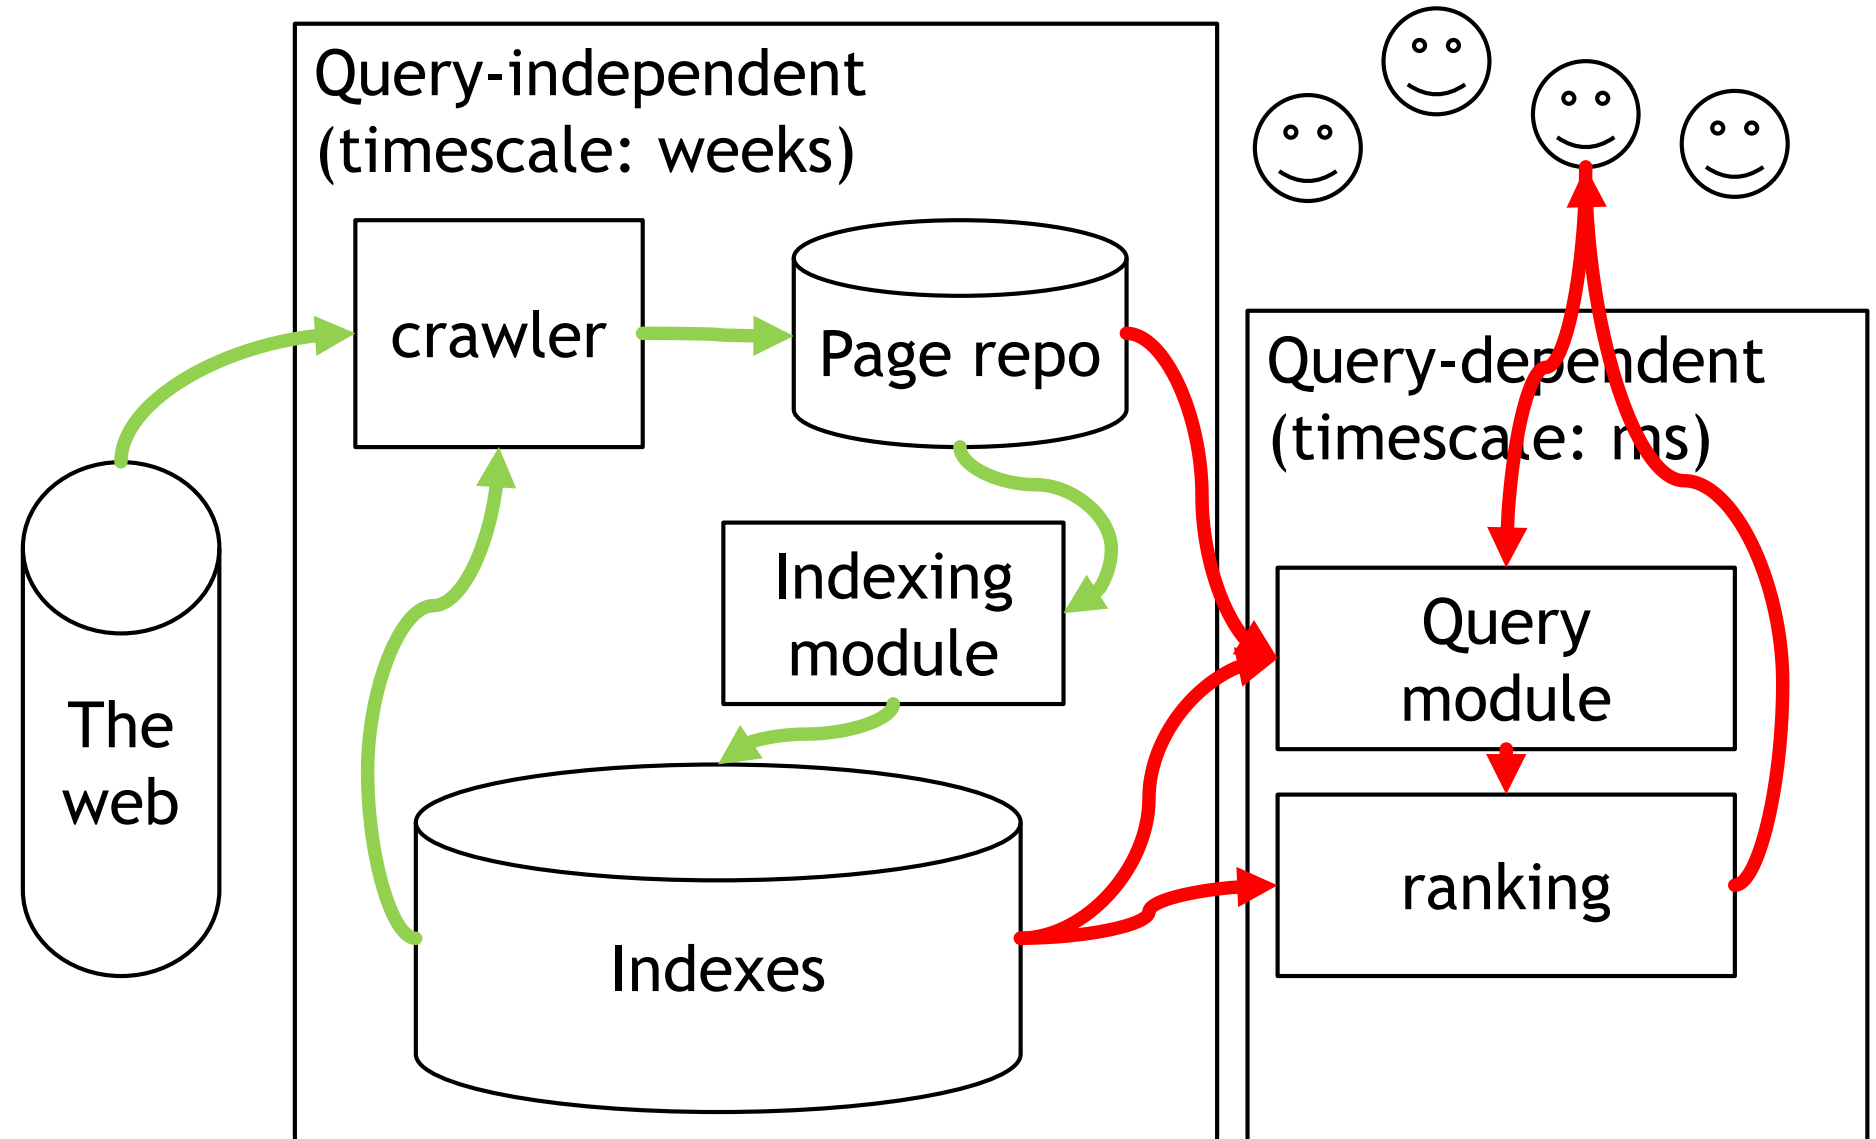 Query-independent
(timescale: weeks)
crawler
Page repo
Indexing
module
The
web
Indexes
Query-dependent
(timescale: ms)
Query
module
ranking